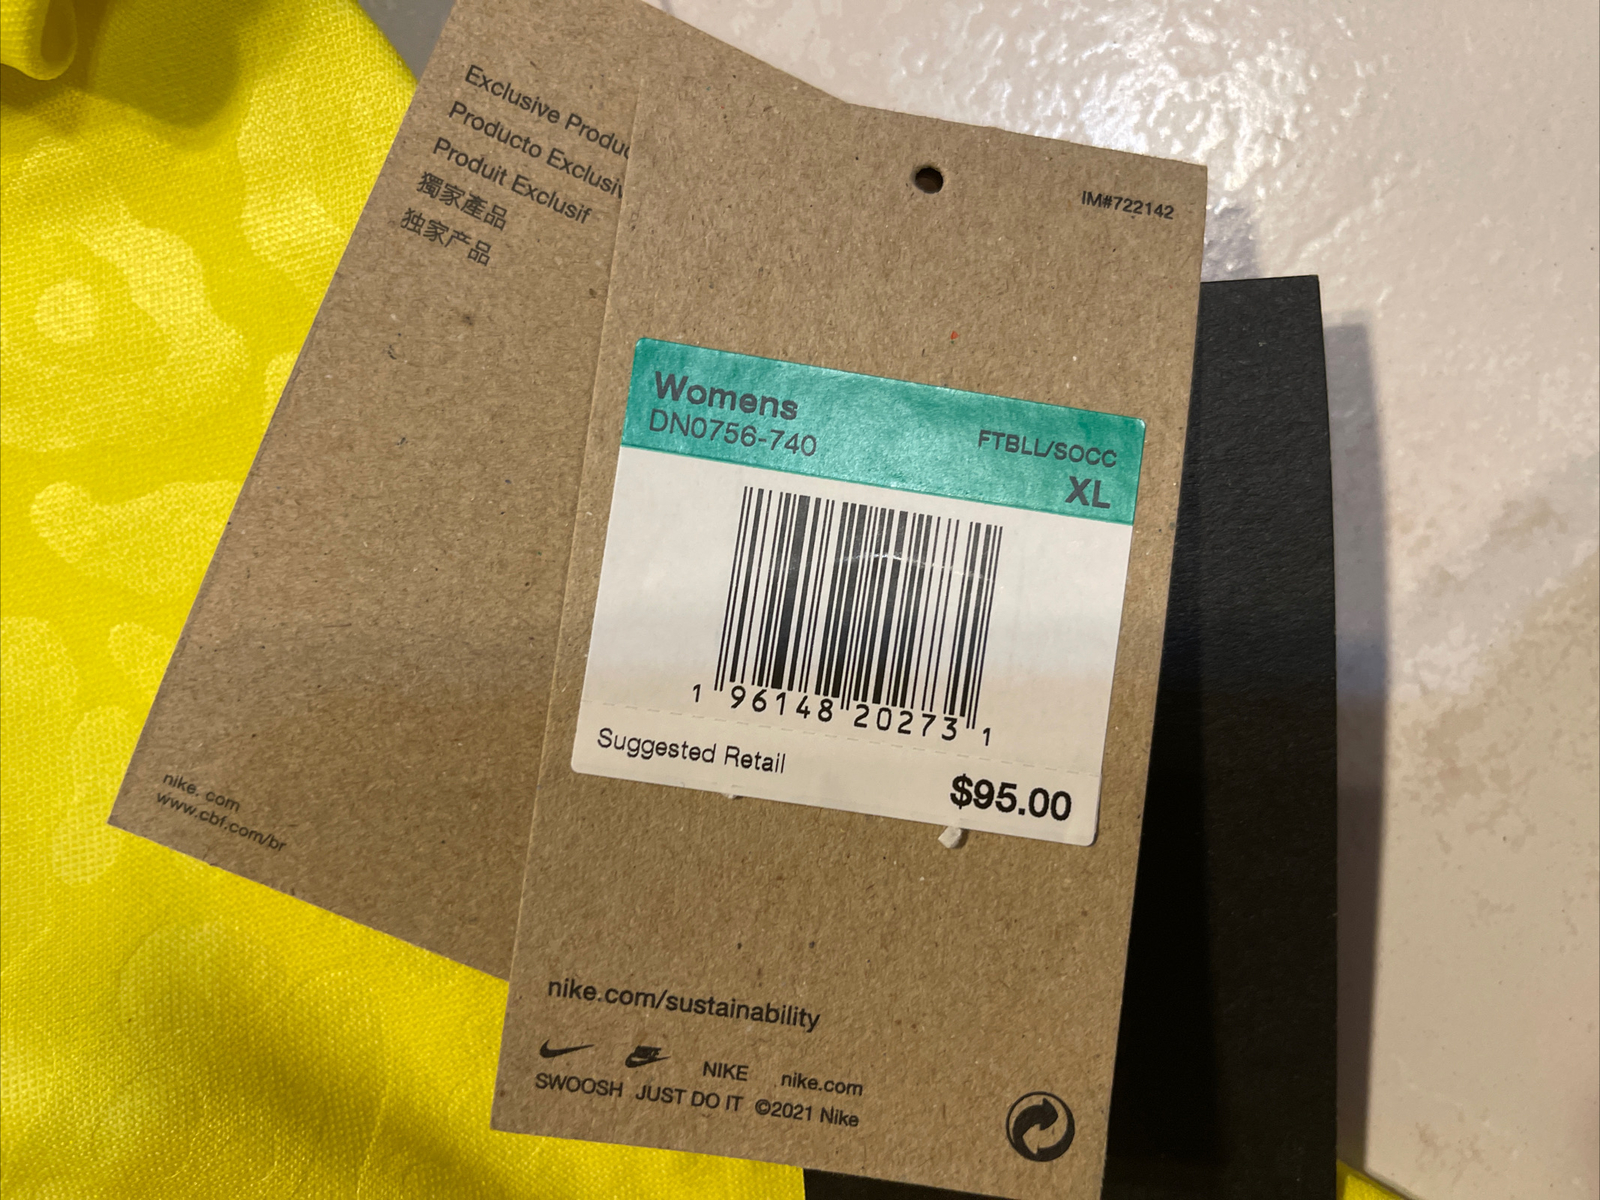 Exclusive
Producto
Produit Exclusif
獨家產品
独家产品
nike. com
www.cbf.com/br
IM#722142
Womens
DN0756-740
FTBLL/SOCC
XL
1 96148 20273 1
Suggested Retail
$95.00
nike.com/sustainability
NIKE nike.com
SWOOSH JUST DO IT ©2021 Nike